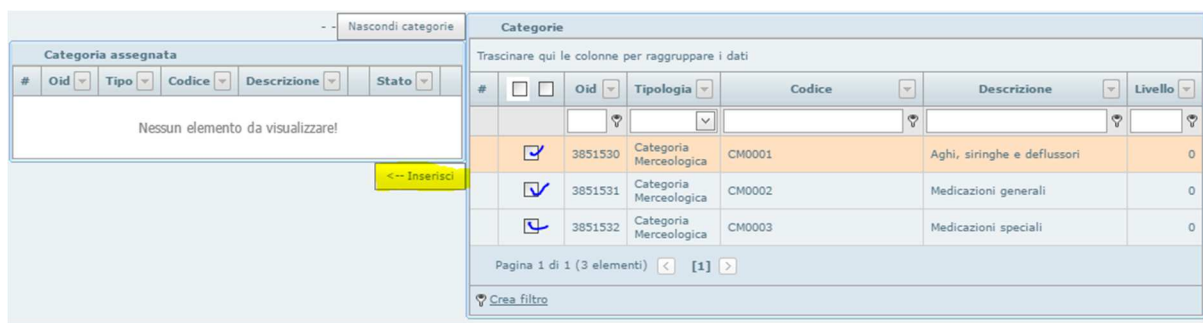 - - Nascondi categorie
Categoria assegnata
# Oid Tipo Codice Descrizione Stato
Nessun elemento da visualizzare!
<-- Inserisci
Categorie
Trascinare qui le colonne per raggruppare i dati
# Oid Tipologia Codice Descrizione Livello
3851530 Categoria Merceologica CM0001 Aghi, siringhe e deflussori 0
3851531 Categoria Merceologica CM0002 Medicazioni generali 0
3851532 Categoria Merceologica CM0003 Medicazioni speciali 0
Pagina 1 di 1 (3 elementi) < [1] >
Crea filtro